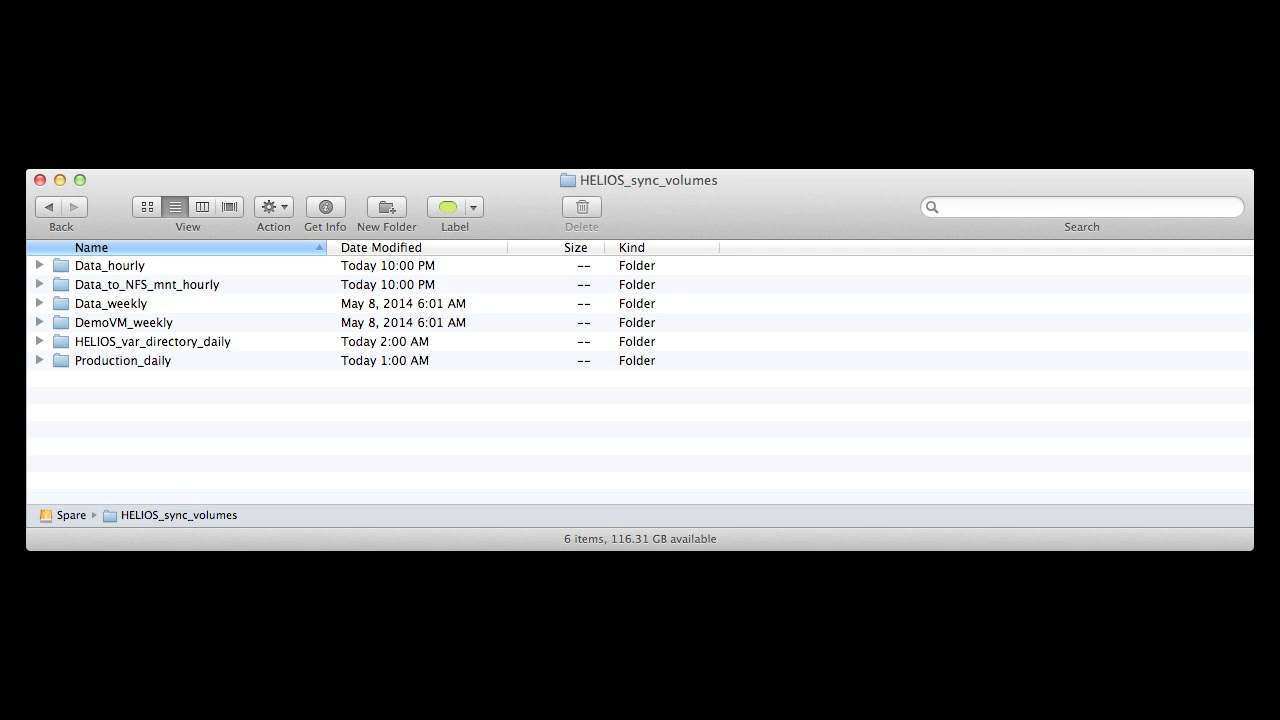 HELIOS_sync_volumes
Back View Action Get Info New Folder Label Delete Search
Name Date Modified Size Kind
Data_hourly Today 10:00 PM -- Folder
Data_to_NFS_mnt_hourly Today 10:00 PM -- Folder
Data_weekly May 8, 2014 6:01 AM -- Folder
DemoVM_weekly May 8, 2014 6:01 AM -- Folder
HELIOS_var_directory_daily Today 2:00 AM -- Folder
Production_daily Today 1:00 AM -- Folder
Spare HELIOS_sync_volumes
6 items, 116.31 GB available